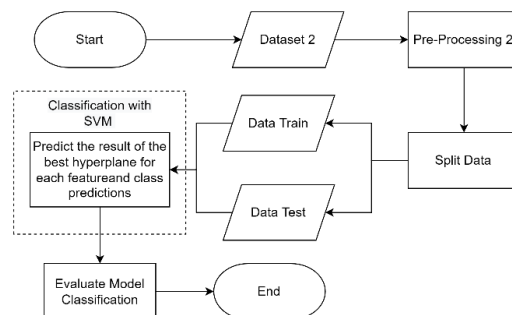 Start
Dataset 2
Pre-Processing 2
Classification with
SVM
Data Train
Predict the result of the
best hyperplane for
each featureand class
predictions
Split Data
Data Test
Evaluate Model
Classification
End